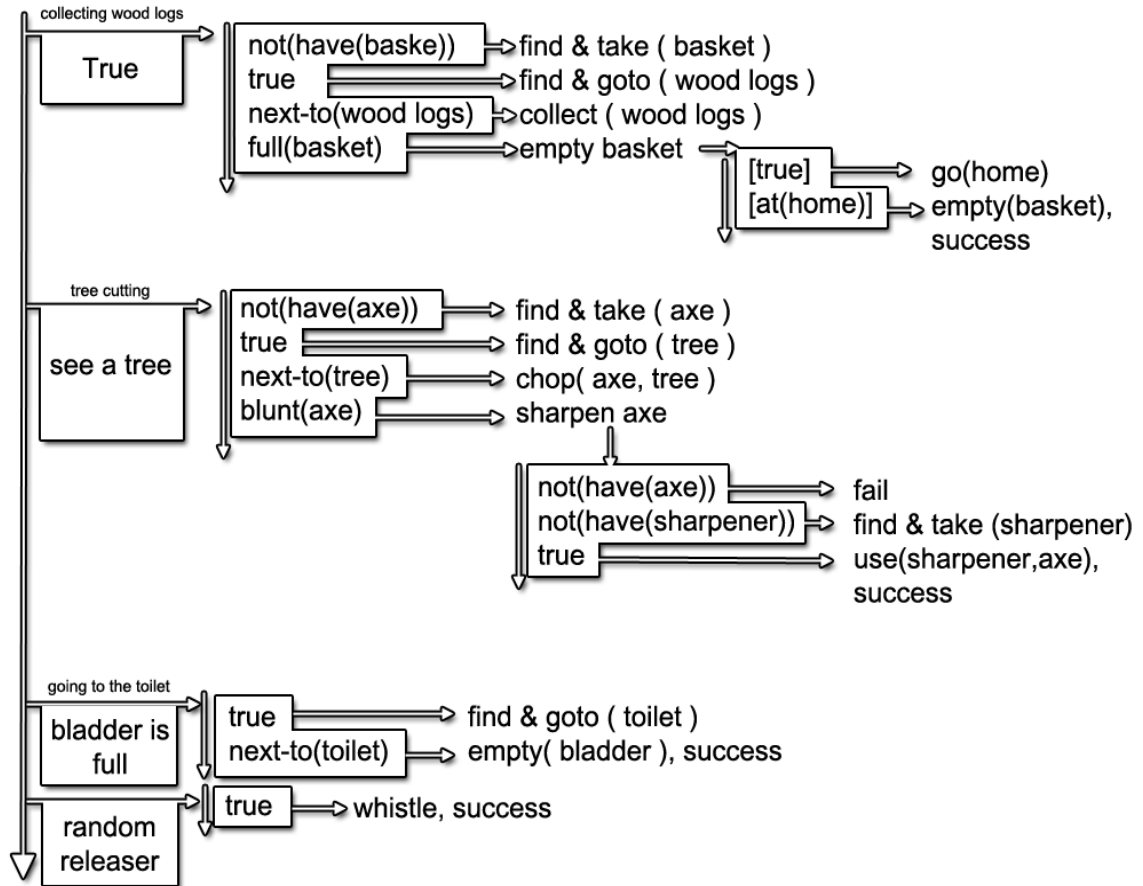 collecting wood logs
True
not(have(baske))
find & take ( basket )
true
find & goto ( wood logs )
next-to(wood logs)
collect ( wood logs )
full(basket)
empty basket
[true]
go(home)
[at(home)]
empty(basket),
success
tree cutting
see a tree
not(have(axe))
find & take ( axe )
true
find & goto ( tree )
next-to(tree)
chop( axe, tree )
blunt(axe)
sharpen axe
not(have(axe))
fail
not(have(sharpener))
find & take (sharpener)
true
use(sharpener,axe),
success
going to the toilet
bladder is
full
true
find & goto ( toilet )
next-to(toilet)
empty( bladder ), success
random
releaser
true
whistle, success